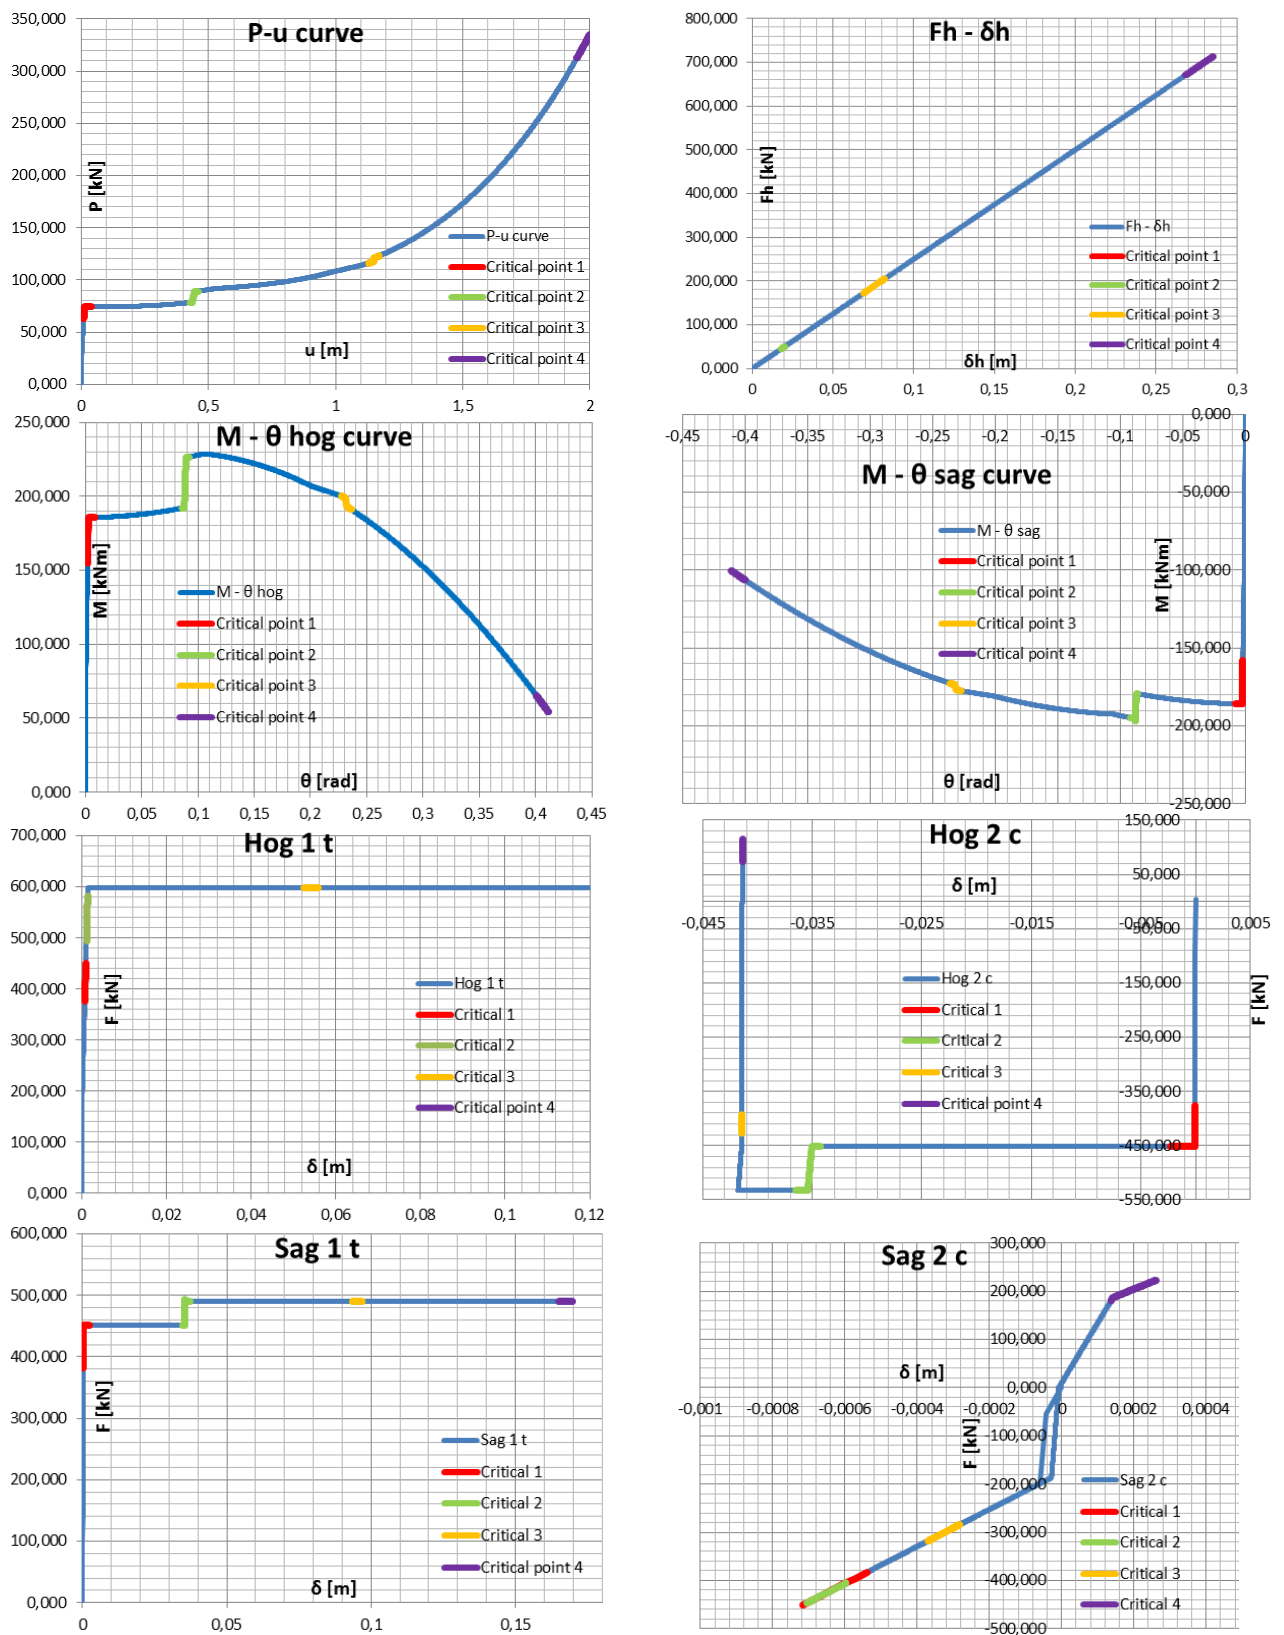 P-u curve
350,000
300,000
250,000
200,000
150,000
100,000
50,000
0,000
P [kN]
P-u curve
Critical point 1
Critical point 2
Critical point 3
Critical point 4
u [m]
0 0,5 1 1,5 2
Fh - δh
800,000
700,000
600,000
500,000
400,000
300,000
200,000
100,000
0,000
Fh [kN]
Fh - δh
Critical point 1
Critical point 2
Critical point 3
Critical point 4
δh [m]
0 0,05 0,1 0,15 0,2 0,25 0,3
M - θ hog curve
250,000
200,000
150,000
100,000
50,000
0,000
M [kNm]
M - θ hog
Critical point 1
Critical point 2
Critical point 3
Critical point 4
θ [rad]
0 0,05 0,1 0,15 0,2 0,25 0,3 0,35 0,4 0,45
0,000
-0,45 -0,4 -0,35 -0,3 -0,25 -0,2 -0,15 -0,1 -0,05 0
M - θ sag curve
-50,000
-100,000
-150,000
-200,000
-250,000
M [kNm]
M - θ sag
Critical point 1
Critical point 2
Critical point 3
Critical point 4
θ [rad]
Hog 1 t
700,000
600,000
500,000
400,000
300,000
200,000
100,000
0,000
F [kN]
Hog 1 t
Critical 1
Critical 2
Critical 3
Critical point 4
δ [m]
0 0,02 0,04 0,06 0,08 0,1 0,12
Hog 2 c
150,000
50,000
δ [m]
-0,045 -0,035 -0,025 -0,015 -0,005 0,005
-50,000
-150,000
-250,000
-350,000
-450,000
-550,000
F [kN]
Hog 2 c
Critical 1
Critical 2
Critical 3
Critical point 4
Sag 1 t
600,000
500,000
400,000
300,000
200,000
100,000
0,000
F [kN]
Sag 1 t
Critical 1
Critical 2
Critical 3
Critical point 4
δ [m]
0 0,05 0,1 0,15
Sag 2 c
300,000
200,000
100,000
0,000
δ [m]
-0,001 -0,0008 -0,0006 -0,0004 -0,0002 0 0,0002 0,0004
-100,000
-200,000
-300,000
-400,000
-500,000
F [kN]
Sag 2 c
Critical 1
Critical 2
Critical 3
Critical 4